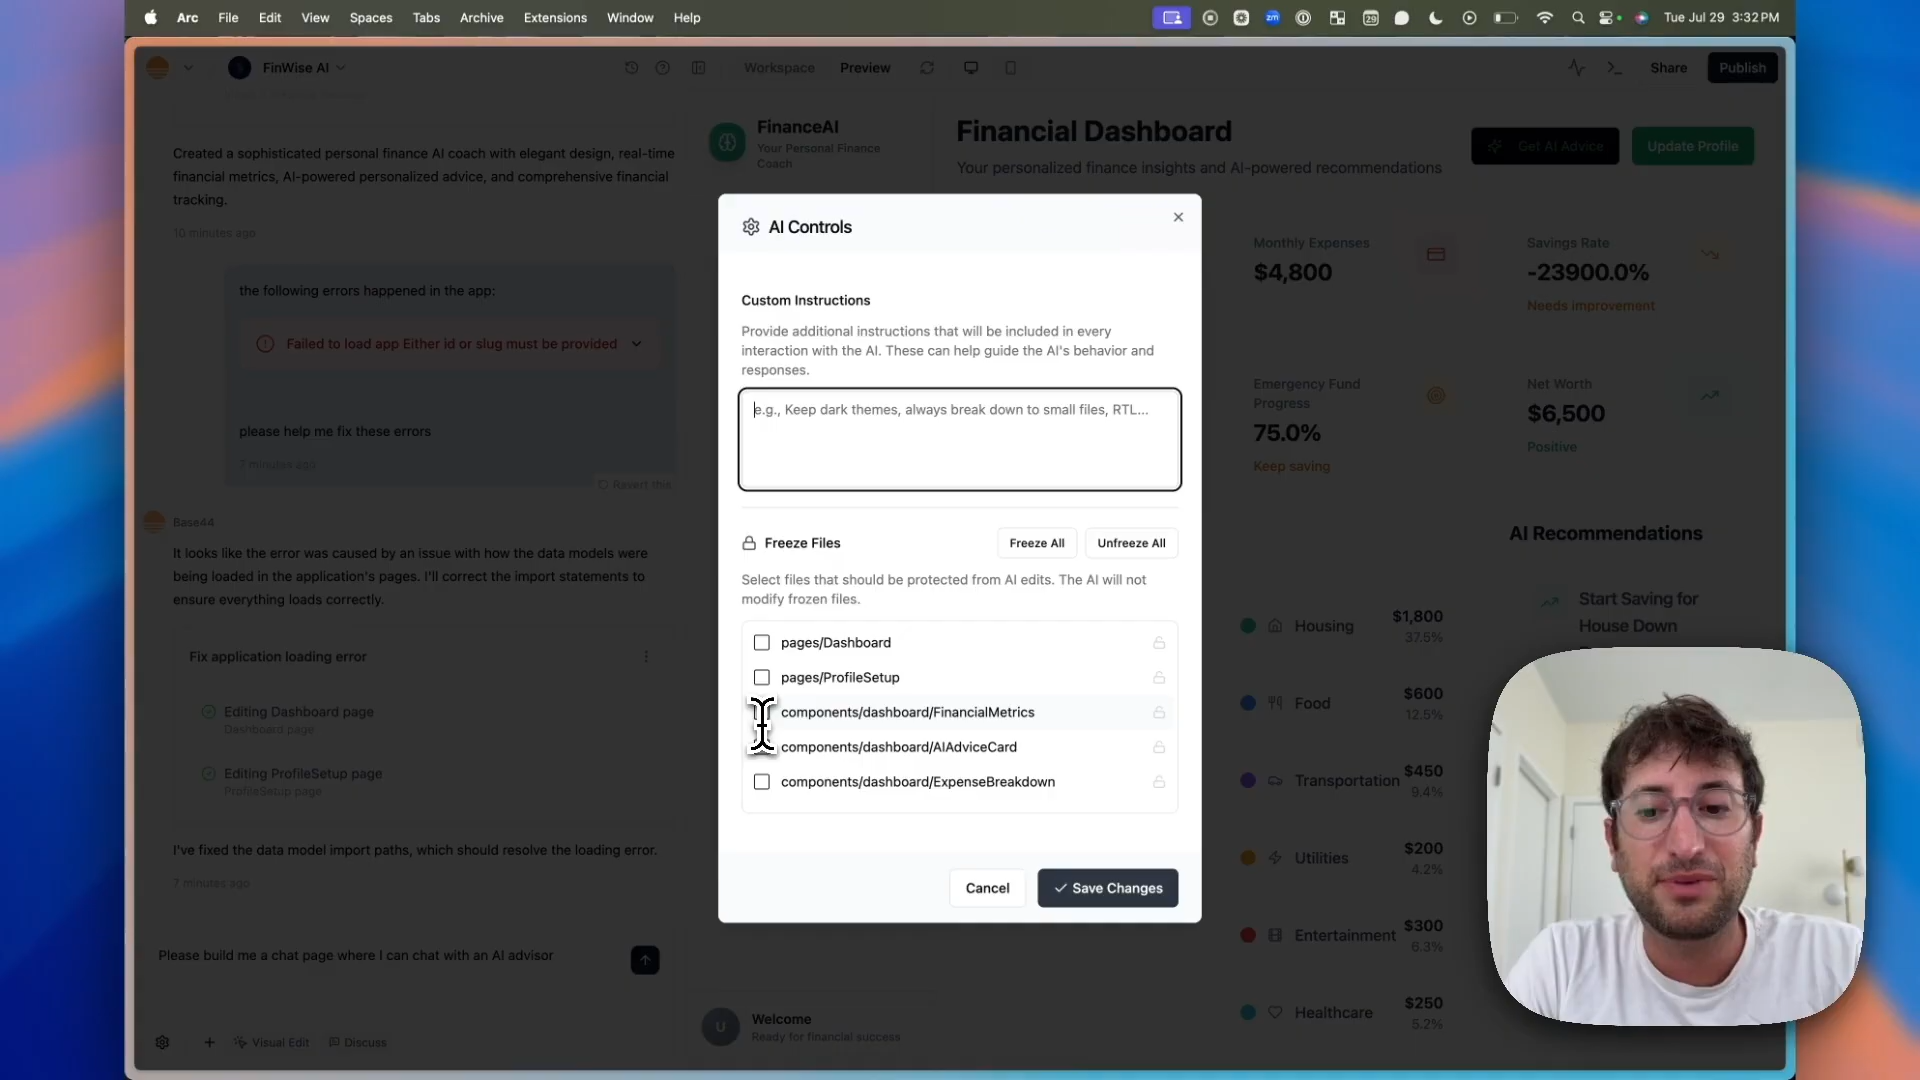 Arc File Edit View Spaces Tabs Archive Extensions Window Help
zm 29 Tue Jul 29 3:32 PM
FinWise AI
Workspace Preview
Share Publish
Created a sophisticated personal finance AI coach with elegant design, real-time
financial metrics, AI-powered personalized advice, and comprehensive financial
tracking.
10 minutes ago
the following errors happened in the app:
Failed to load app Either id or slug must be provided
please help me fix these errors
7 minutes ago
Revert this
Base44
It looks like the error was caused by an issue with how the data models were
being loaded in the application's pages. I'll correct the import statements to
ensure everything loads correctly.
Fix application loading error
Editing Dashboard page
Dashboard page
Editing ProfileSetup page
ProfileSetup page
I've fixed the data model import paths, which should resolve the loading error.
7 minutes ago
Please build me a chat page where I can chat with an AI advisor
Visual Edit Discuss
FinanceAI
Your Personal Finance
Coach
Financial Dashboard
Your personalized finance insights and AI-powered recommendations
Get AI Advice
Update Profile
AI Controls
Custom Instructions
Provide additional instructions that will be included in every
interaction with the AI. These can help guide the AI's behavior and
responses.
e.g., Keep dark themes, always break down to small files, RTL...
Freeze Files
Freeze All
Unfreeze All
Select files that should be protected from AI edits. The AI will not
modify frozen files.
pages/Dashboard
pages/ProfileSetup
components/dashboard/FinancialMetrics
components/dashboard/AIAdviceCard
components/dashboard/ExpenseBreakdown
Cancel
Save Changes
U
Welcome
Ready for financial success
Monthly Expenses
$4,800
Savings Rate
-23900.0%
Needs improvement
Emergency Fund
Progress
75.0%
Keep saving
Net Worth
$6,500
Positive
AI Recommendations
Start Saving for
House Down
Housing
$1,800
37.5%
Food
$600
12.5%
Transportation
$450
9.4%
Utilities
$200
4.2%
Entertainment
$300
6.3%
Healthcare
$250
5.2%